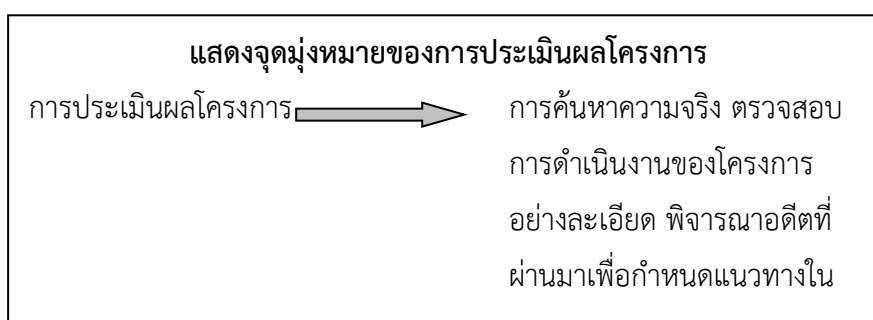 แสดงจุดมุ่งหมายของการประเมินผลโครงการ
การประเมินผลโครงการ การค้นหาความจริง ตรวจสอบ
การดำเนินงานของโครงการ
อย่างละเอียด พิจารณาอดีตที่
ผ่านมาเพื่อกำหนดแนวทางใน